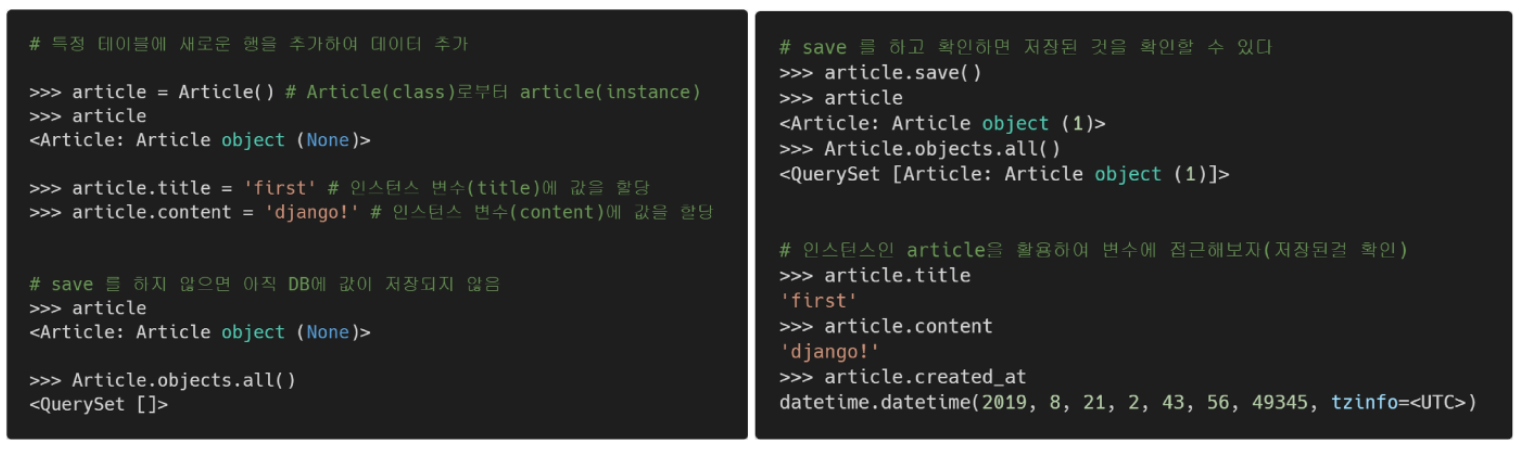 # 특정 테이블에 새로운 행을 추가하여 데이터 추가
>>> article = Article() # Article(class)로부터 article(instance)
>>> article
<Article: Article object (None)>
>>> article.title = 'first' # 인스턴스 변수(title)에 값을 할당
>>> article.content = 'django!' # 인스턴스 변수(content)에 값을 할당
# save 를 하지 않으면 아직 DB에 값이 저장되지 않음
>>> article
<Article: Article object (None)>
>>> Article.objects.all()
<QuerySet []>
# save 를 하고 확인하면 저장된 것을 확인할 수 있다
>>> article.save()
>>> article
<Article: Article object (1)>
>>> Article.objects.all()
<QuerySet [Article: Article object (1)]>
# 인스턴스인 article을 활용하여 변수에 접근해보자(저장된걸 확인)
>>> article.title
'first'
>>> article.content
'django!'
>>> article.created_at
datetime.datetime(2019, 8, 21, 2, 43, 56, 49345, tzinfo=<UTC>)